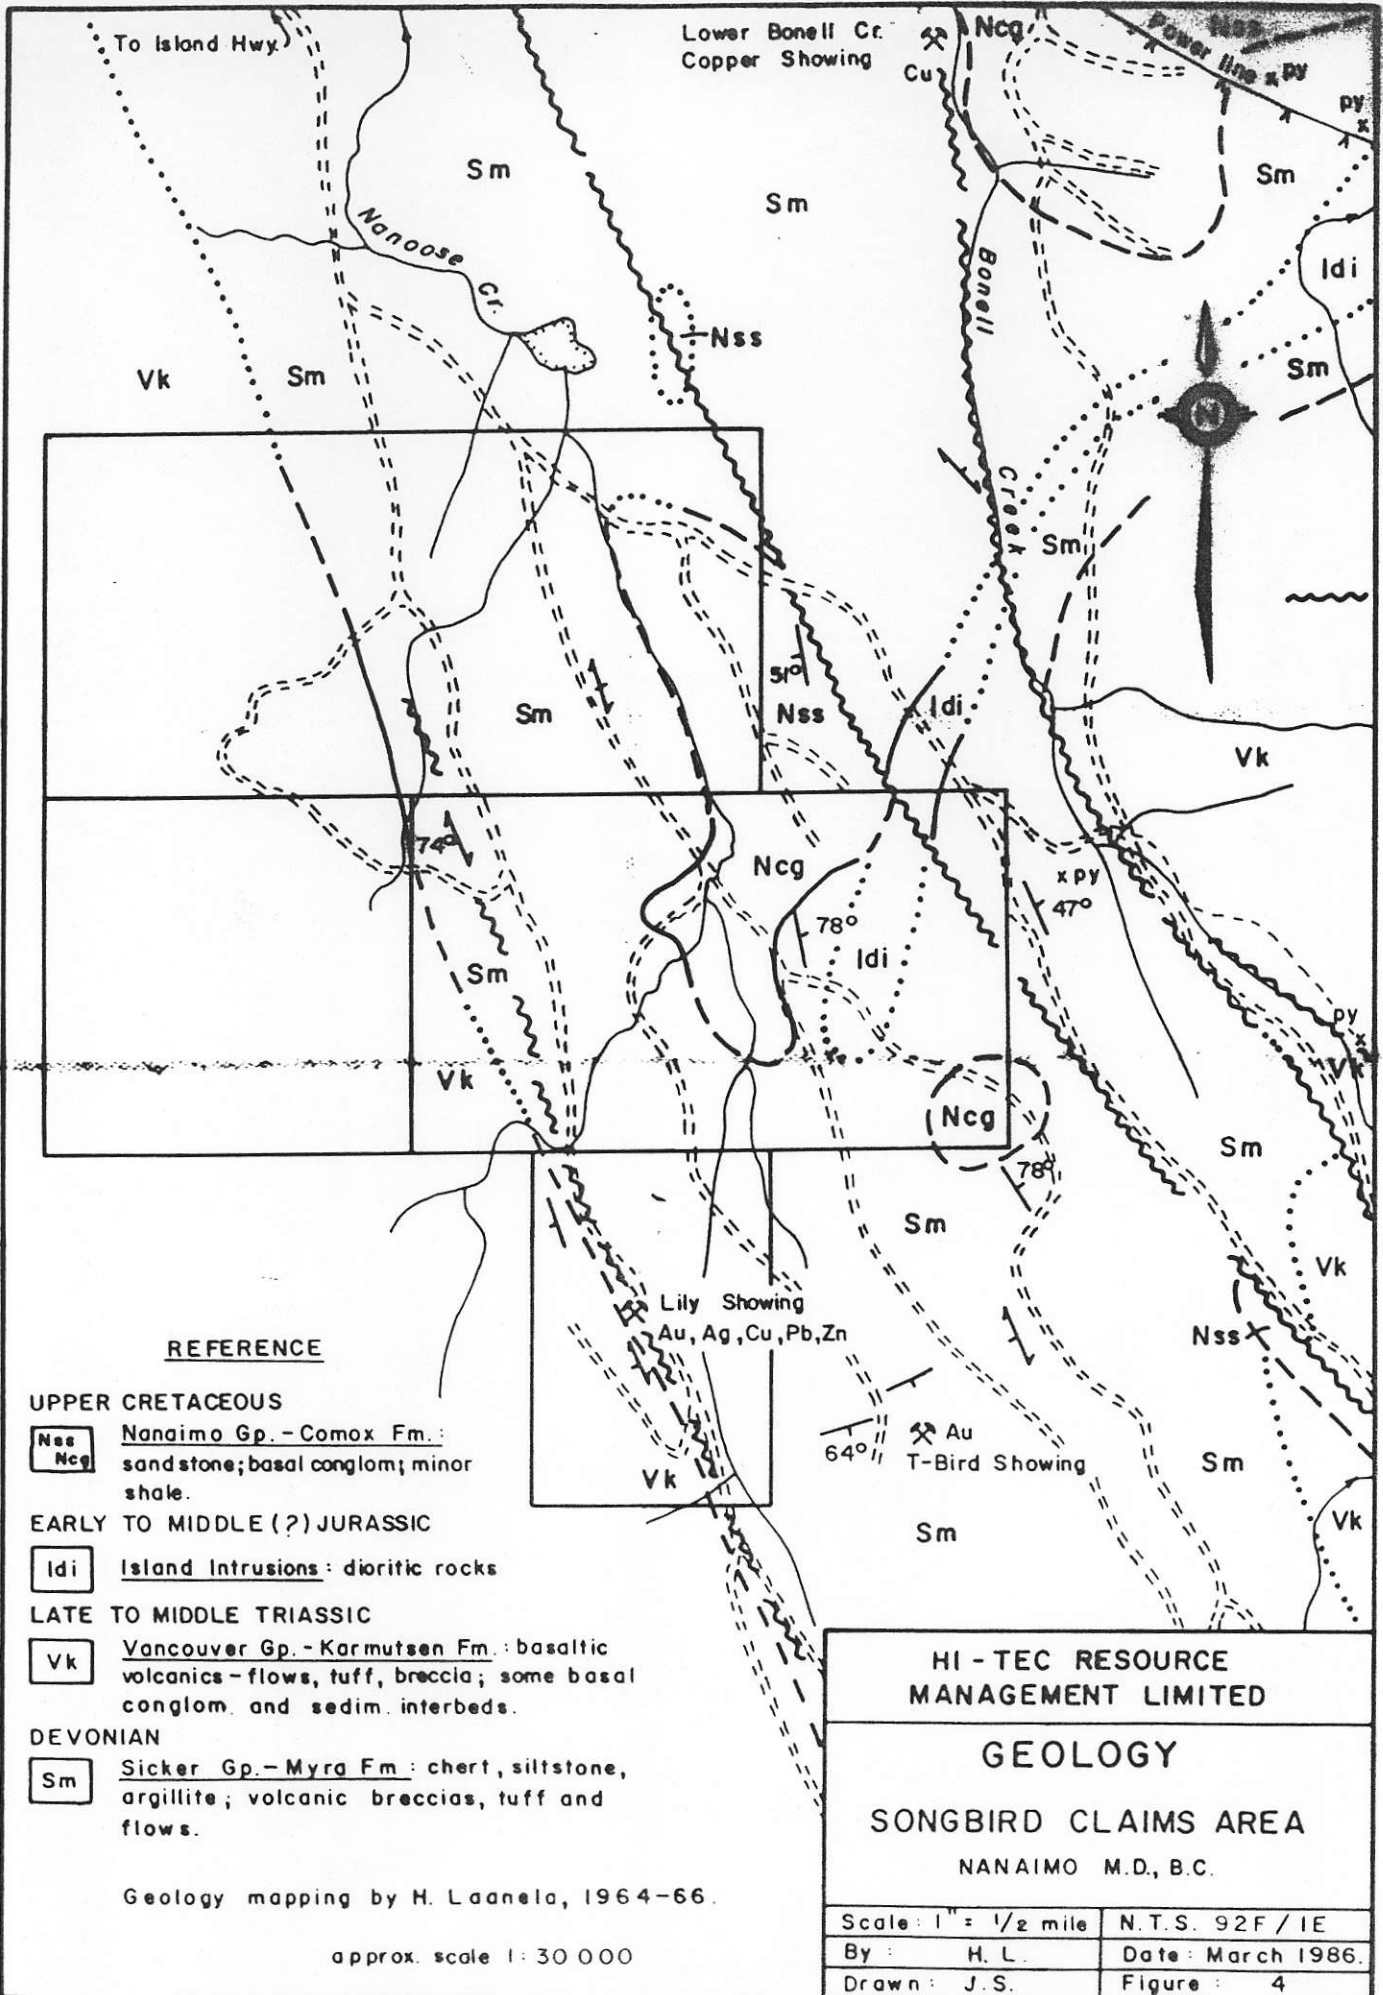 To Island Hwy.
Lower Bonell Cr.
Copper Showing
Cu
Ncg
Nss
Power line
x py
py
x
Sm
Sm
Sm
Idi
Nanoose Cr.
Bonell Creek
Nss
Vk
Sm
Sm
N
Sm
51°
Sm
Nss
Idi
Vk
74°
Ncg
x py
47°
78°
Idi
Sm
py
x
Vk
Vk
Ncg
Sm
78°
Sm
Vk
Lily Showing
Au, Ag, Cu, Pb, Zn
Nss
64°
Au
T-Bird Showing
Sm
Vk
Sm
Vk
REFERENCE
UPPER CRETACEOUS
Nss
Ncg
Nanaimo Gp. - Comox Fm. :
sandstone; basal conglom; minor
shale.
EARLY TO MIDDLE (?) JURASSIC
Idi
Island Intrusions : dioritic rocks
LATE TO MIDDLE TRIASSIC
Vk
Vancouver Gp. - Karmutsen Fm. : basaltic
volcanics - flows, tuff, breccia; some basal
conglom. and sedim. interbeds.
DEVONIAN
Sm
Sicker Gp. - Myra Fm : chert, siltstone,
argillite; volcanic breccias, tuff and
flows.
Geology mapping by H. Laanela, 1964-66.
approx. scale 1:30 000
HI-TEC RESOURCE
MANAGEMENT LIMITED
GEOLOGY
SONGBIRD CLAIMS AREA
NANAIMO M.D., B.C.
Scale: 1" = 1/2 mile
N.T.S. 92F/1E
By: H. L.
Date: March 1986.
Drawn: J.S.
Figure: 4